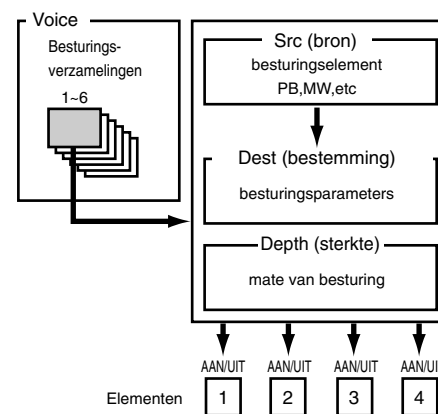 Voice
Besturings-
verzamelingen
1~6
Src (bron)
besturingselement
PB,MW,etc
Dest (bestemming)
besturingsparameters
Depth (sterkte)
mate van besturing
AAN/UIT AAN/UIT AAN/UIT AAN/UIT
Elementen 1 2 3 4